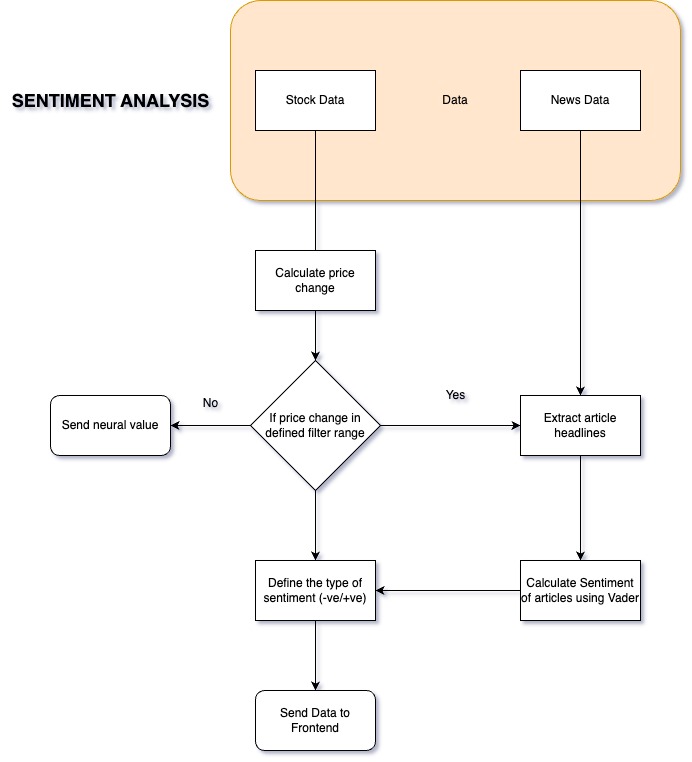 SENTIMENT ANALYSIS
Stock Data
Data
News Data
Calculate price
change
No
Yes
Send neural value
If price change in
defined filter range
Extract article
headlines
Define the type of
sentiment (-ve/+ve)
Calculate Sentiment
of articles using Vader
Send Data to
Frontend